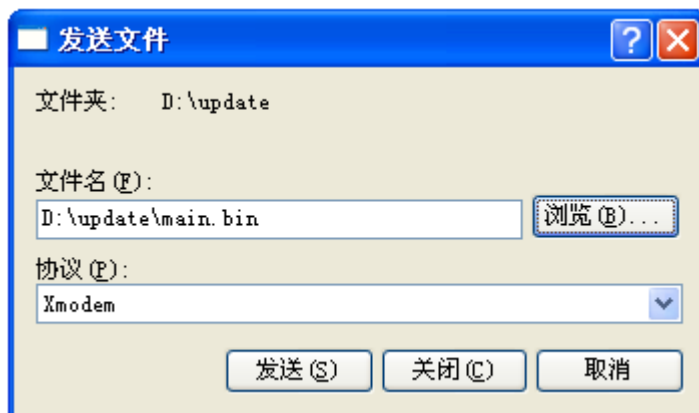 发送文件
文件夹: D:\update
文件名(F):
D:\update\main.bin
浏览(B)...
协议(P):
Xmodem
发送(S) 关闭(C) 取消